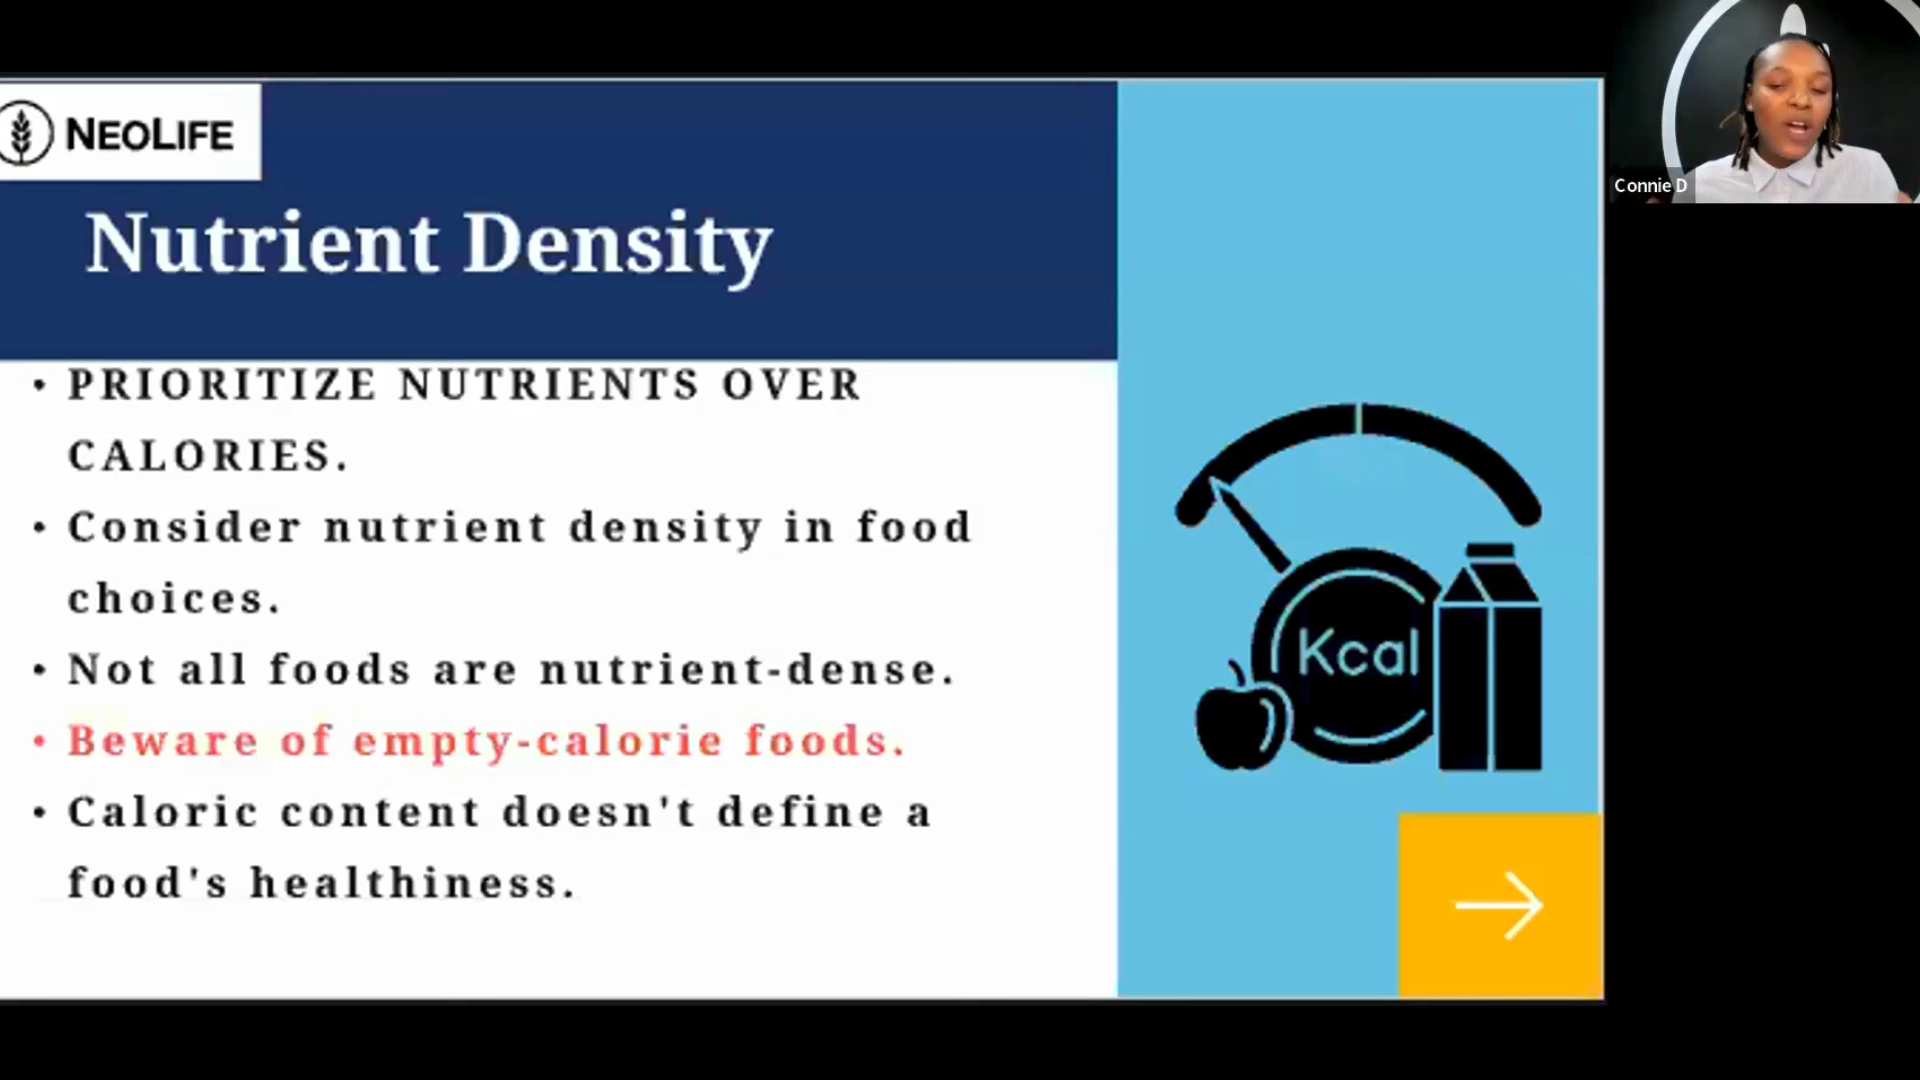 NEOLIFE
Nutrient Density
• PRIORITIZE NUTRIENTS OVER
CALORIES.
• Consider nutrient density in food
choices.
• Not all foods are nutrient-dense.
• Beware of empty-calorie foods.
• Caloric content doesn't define a
food's healthiness.
Kcal
Connie D